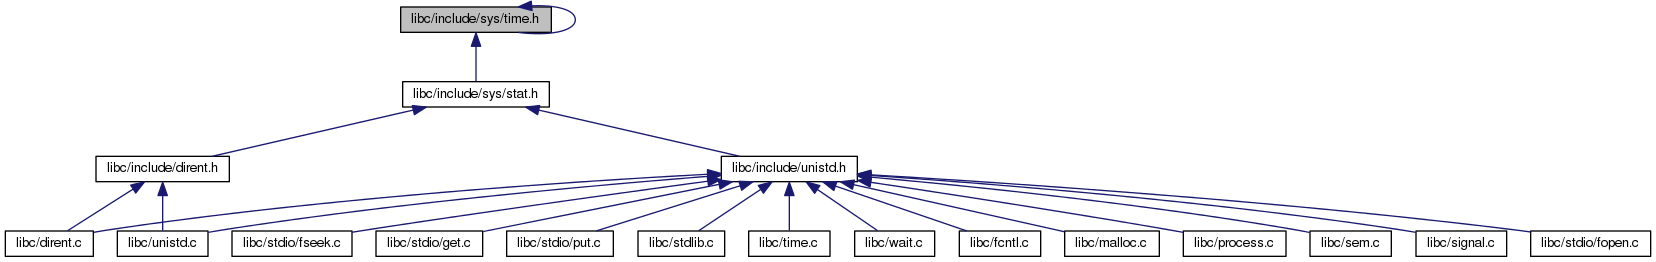 libc/include/sys/time.h
libc/include/sys/stat.h
libc/include/dirent.h
libc/include/unistd.h
libc/dirent.c
libc/unistd.c
libc/stdio/fseek.c
libc/stdio/get.c
libc/stdio/put.c
libc/stdlib.c
libc/time.c
libc/wait.c
libc/fcntl.c
libc/malloc.c
libc/process.c
libc/sem.c
libc/signal.c
libc/stdio/fopen.c